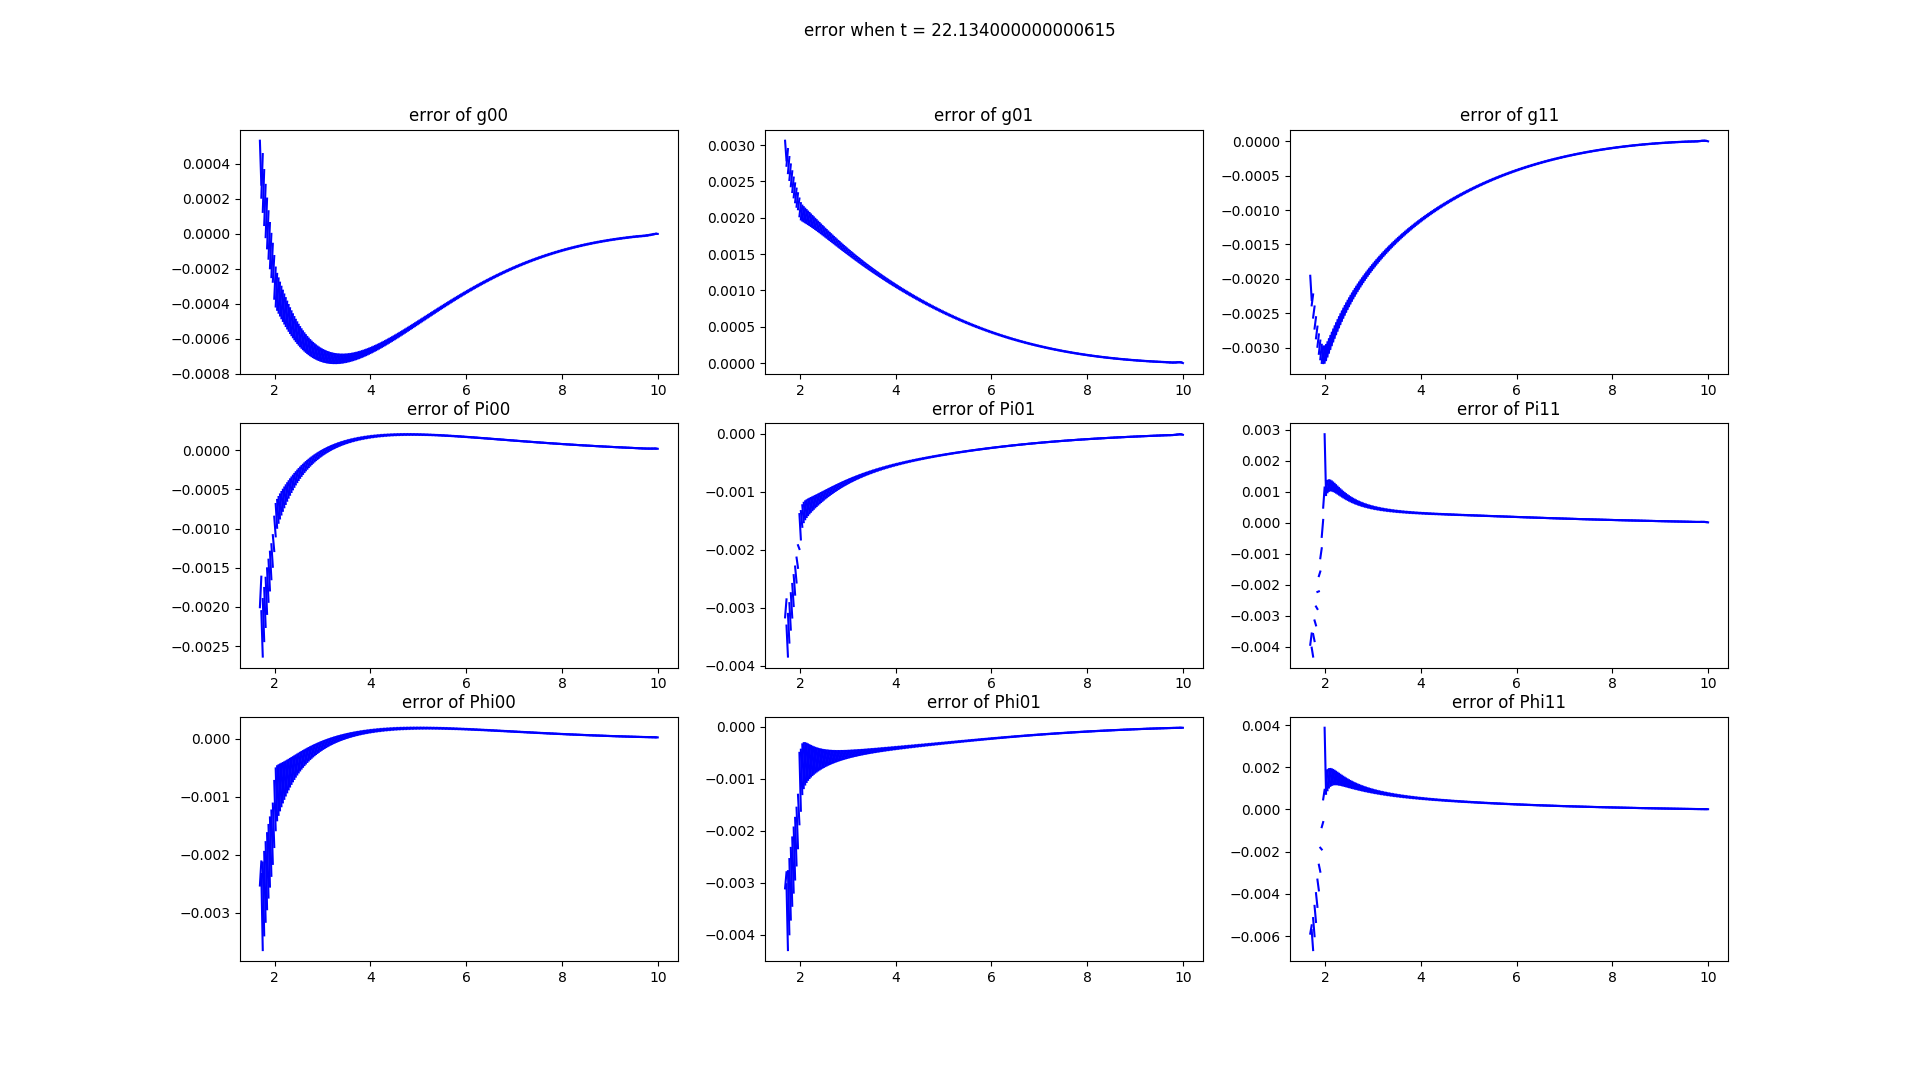 error when t = 22.134000000000615
error of g00
error of g01
error of g11
0.0004
0.0002
0.0000
−0.0002
−0.0004
−0.0006
−0.0008
2 4 6 8 10
0.0030
0.0025
0.0020
0.0015
0.0010
0.0005
0.0000
2 4 6 8 10
0.0000
−0.0005
−0.0010
−0.0015
−0.0020
−0.0025
−0.0030
2 4 6 8 10
error of Pi00
error of Pi01
error of Pi11
0.0000
−0.0005
−0.0010
−0.0015
−0.0020
−0.0025
2 4 6 8 10
0.000
−0.001
−0.002
−0.003
−0.004
2 4 6 8 10
0.003
0.002
0.001
0.000
−0.001
−0.002
−0.003
−0.004
2 4 6 8 10
error of Phi00
error of Phi01
error of Phi11
0.000
−0.001
−0.002
−0.003
2 4 6 8 10
0.000
−0.001
−0.002
−0.003
−0.004
2 4 6 8 10
0.004
0.002
0.000
−0.002
−0.004
−0.006
2 4 6 8 10